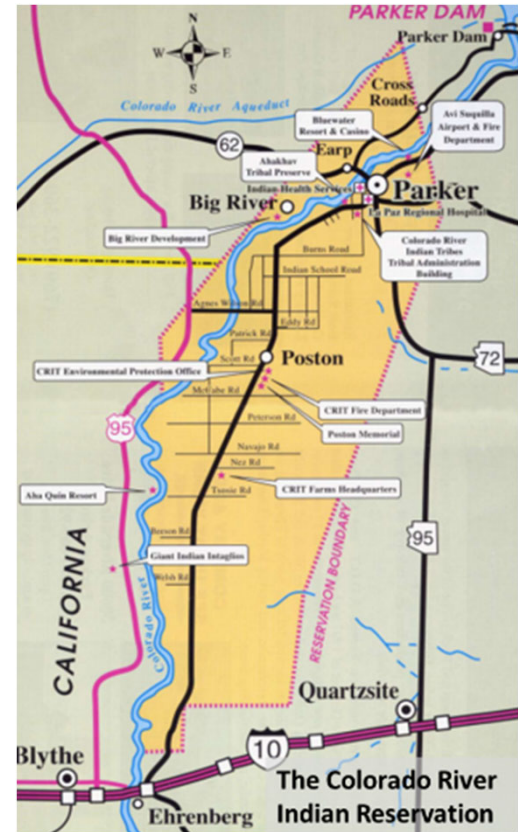 PARKER DAM
N
W
E
S
Parker Dam
Cross
Roads
Colorado River Aqueduct
Bluewater
Resort & Casino
Avi Suquilla
Airport & Fire
Department
62
Earp
Ahakhav
Tribal Preserve
Indian Health Services
Parker
Big River
La Paz Regional Hospital
Big River Development
Colorado River
Indian Tribes
Tribal Administration
Building
Burns Road
Indian School Road
Agnes Wilson Rd
Eddy Rd
Patrick Rd
Scott Rd
Poston
72
CRIT Environmental Protection Office
McCabe Rd
CRIT Fire Department
95
Peterson Rd
Poston Memorial
Navajo Rd
Nez Rd
Aha Quin Resort
Tsosie Rd
CRIT Farms Headquarters
95
Beeson Rd
Giant Indian Intaglios
Welsh Rd
CALIFORNIA
Colorado River
RESERVATION BOUNDARY
Quartzsite
10
Blythe
Ehrenberg
The Colorado River
Indian Reservation